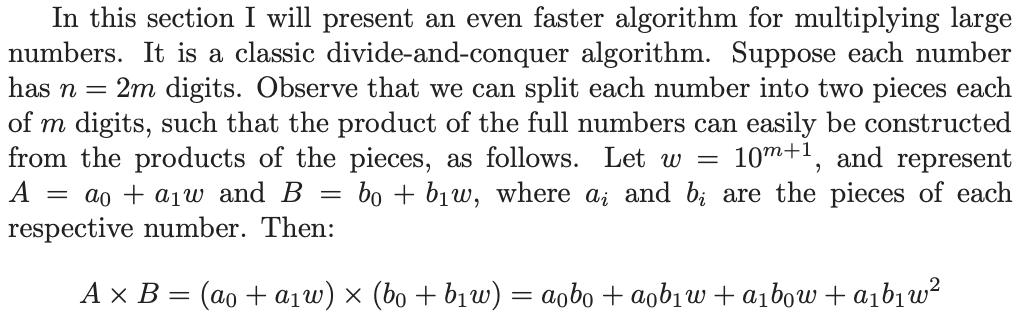 In this section I will present an even faster algorithm for multiplying large
numbers. It is a classic divide-and-conquer algorithm. Suppose each number
has n = 2m digits. Observe that we can split each number into two pieces each
of m digits, such that the product of the full numbers can easily be constructed
from the products of the pieces, as follows. Let w = 10^{m+1}, and represent
A = a₀ + a₁w and B = b₀ + b₁w, where aᵢ and bᵢ are the pieces of each
respective number. Then:
A × B = (a₀ + a₁w) × (b₀ + b₁w) = a₀b₀ + a₀b₁w + a₁b₀w + a₁b₁w²